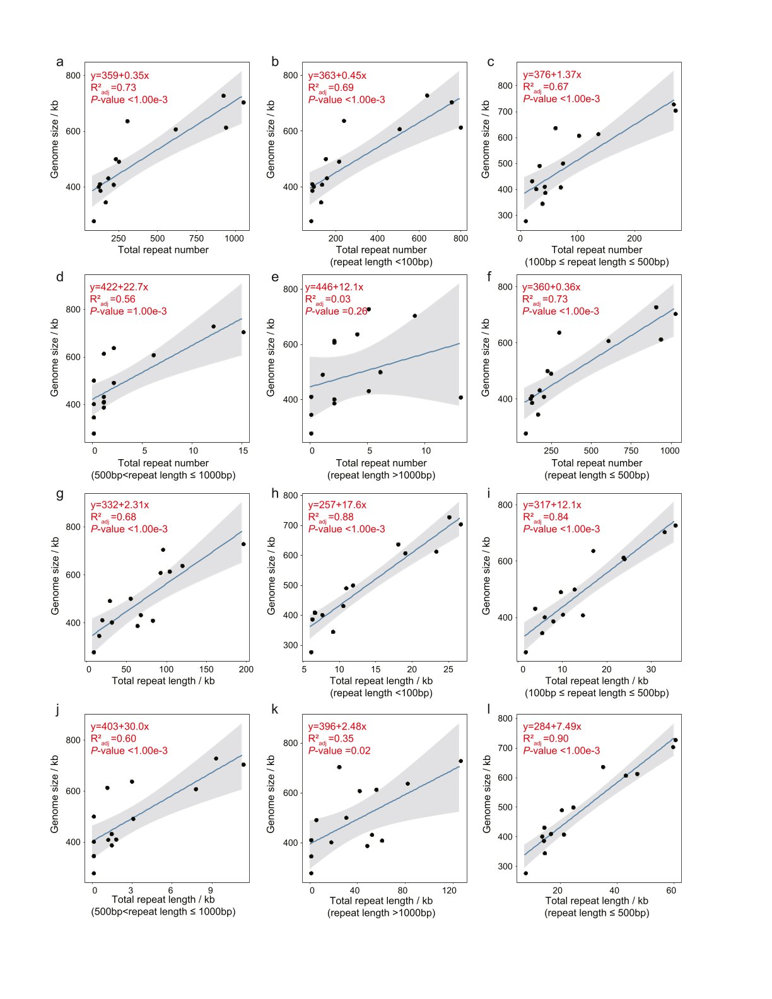 a
y=359+0.35x
R²adj=0.73
P-value <1.00e-3
Genome size / kb
800
600
400
250 500 750 1000
Total repeat number
b
y=363+0.45x
R²adj=0.69
P-value <1.00e-3
Genome size / kb
800
600
400
200 400 600 800
Total repeat number
(repeat length <100bp)
c
y=376+1.37x
R²adj=0.67
P-value <1.00e-3
Genome size / kb
800
700
600
500
400
300
0 100 200
Total repeat number
(100bp ≤ repeat length ≤ 500bp)
d
y=422+22.7x
R²adj=0.56
P-value =1.00e-3
Genome size / kb
800
600
400
0 5 10 15
Total repeat number
(500bp<repeat length ≤ 1000bp)
e
y=446+12.1x
R²adj=0.03
P-value =0.26
Genome size / kb
800
600
400
0 5 10
Total repeat number
(repeat length >1000bp)
f
y=360+0.36x
R²adj=0.73
P-value <1.00e-3
Genome size / kb
800
600
400
250 500 750 1000
Total repeat number
(repeat length ≤ 500bp)
g
y=332+2.31x
R²adj=0.68
P-value <1.00e-3
Genome size / kb
800
600
400
0 50 100 150 200
Total repeat length / kb
h
y=257+17.6x
R²adj=0.88
P-value <1.00e-3
Genome size / kb
800
700
600
500
400
300
5 10 15 20 25
Total repeat length / kb
(repeat length <100bp)
i
y=317+12.1x
R²adj=0.84
P-value <1.00e-3
Genome size / kb
800
600
400
0 10 20 30
Total repeat length / kb
(100bp ≤ repeat length ≤ 500bp)
j
y=403+30.0x
R²adj=0.60
P-value <1.00e-3
Genome size / kb
800
600
400
0 3 6 9
Total repeat length / kb
(500bp<repeat length ≤ 1000bp)
k
y=396+2.48x
R²adj=0.35
P-value =0.02
Genome size / kb
800
600
400
0 40 80 120
Total repeat length / kb
(repeat length >1000bp)
l
y=284+7.49x
R²adj=0.90
P-value <1.00e-3
Genome size / kb
800
700
600
500
400
300
20 40 60
Total repeat length / kb
(repeat length ≤ 500bp)